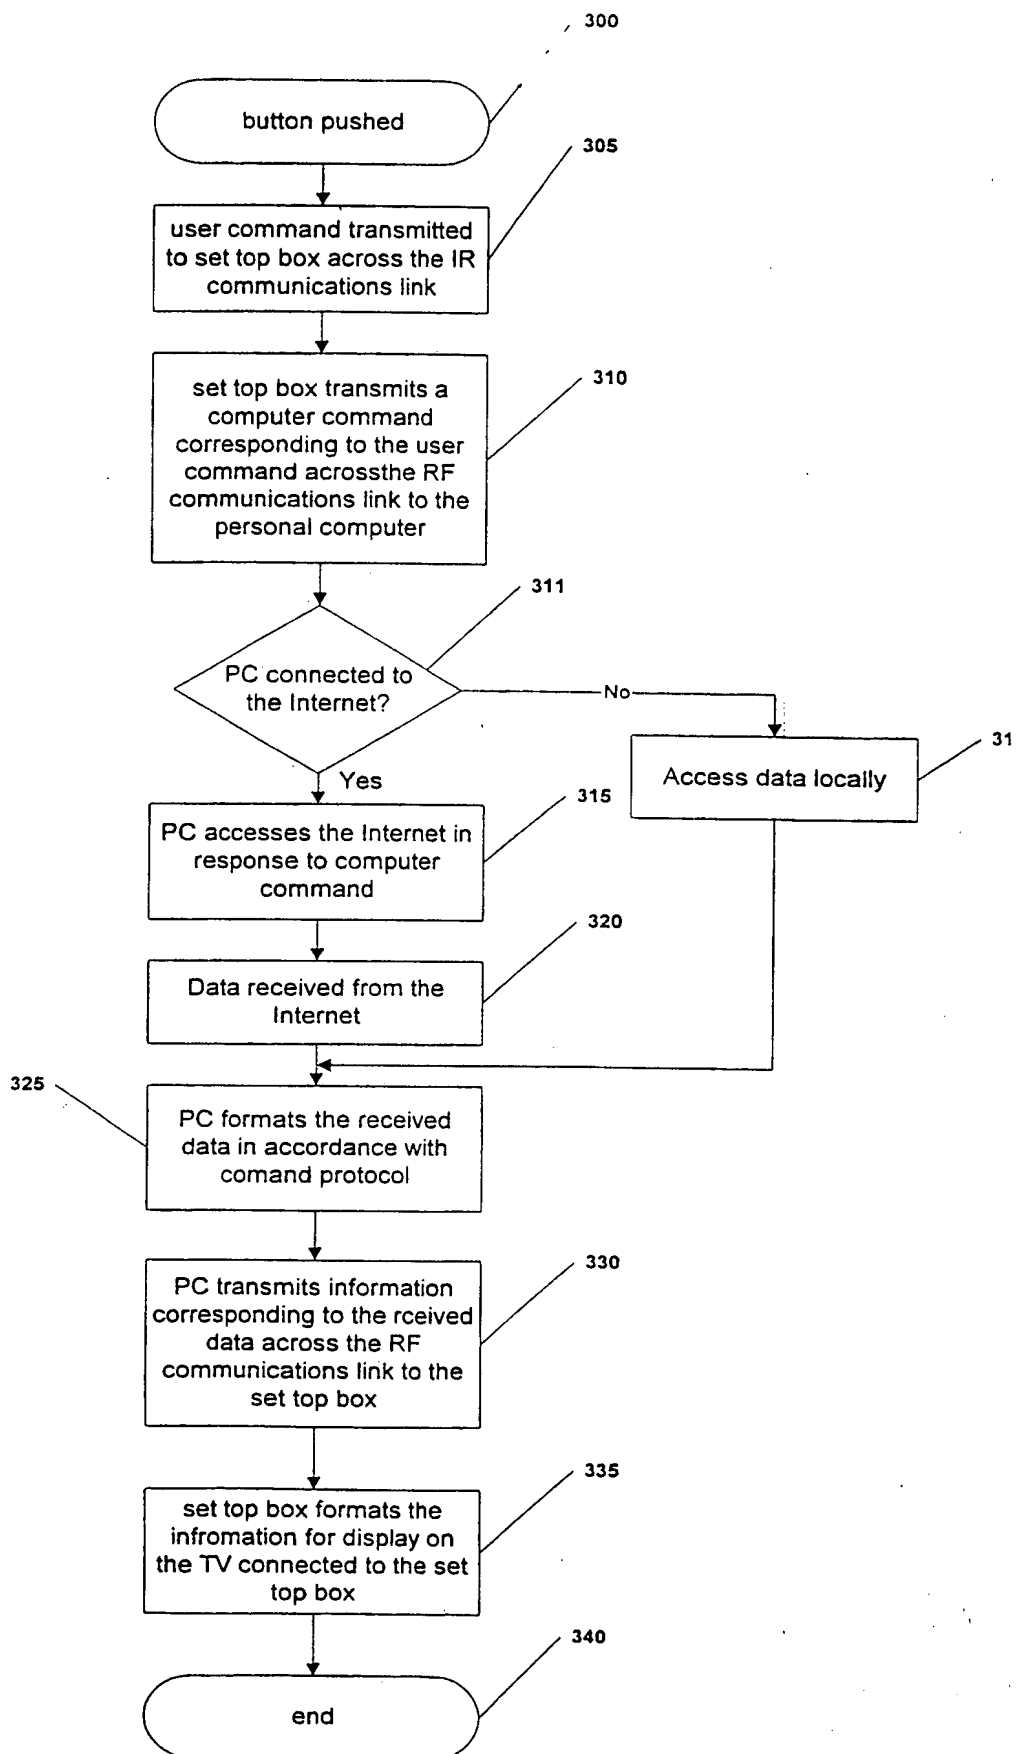 300
button pushed
305
user command transmitted
to set top box across the IR
communications link
310
set top box transmits a
computer command
corresponding to the user
command acrossthe RF
communications link to the
personal computer
311
PC connected to
the Internet?
No
Yes
31
Access data locally
315
PC accesses the Internet in
response to computer
command
320
Data received from the
Internet
325
PC formats the received
data in accordance with
comand protocol
330
PC transmits information
corresponding to the rceived
data across the RF
communications link to the
set top box
335
set top box formats the
infromation for display on
the TV connected to the set
top box
340
end